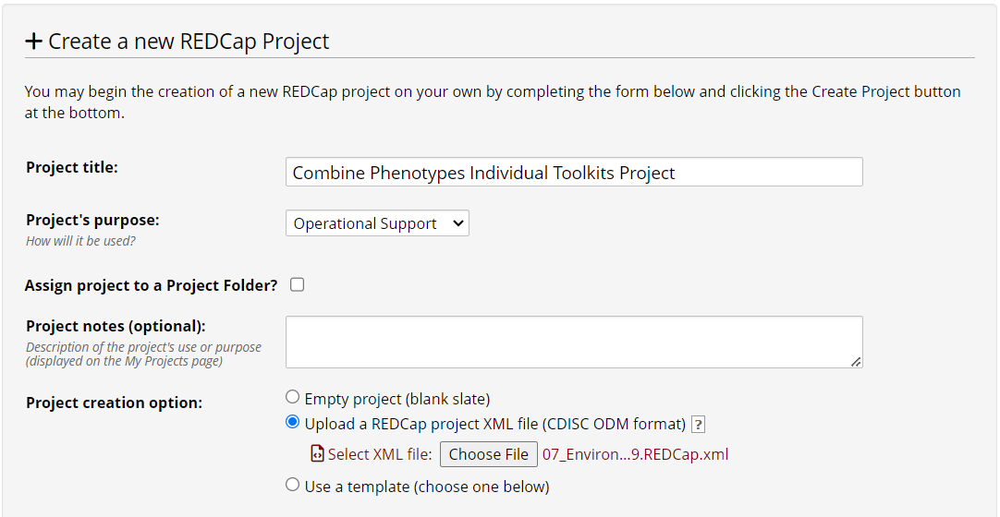 + Create a new REDCap Project
You may begin the creation of a new REDCap project on your own by completing the form below and clicking the Create Project button
at the bottom.
Project title:
Combine Phenotypes Individual Toolkits Project
Project's purpose:
How will it be used?
Operational Support
Assign project to a Project Folder?
Project notes (optional):
Description of the project's use or purpose
(displayed on the My Projects page)
Project creation option:
Empty project (blank slate)
Upload a REDCap project XML file (CDISC ODM format) ?
Select XML file: Choose File 07_Environ...9.REDCap.xml
Use a template (choose one below)